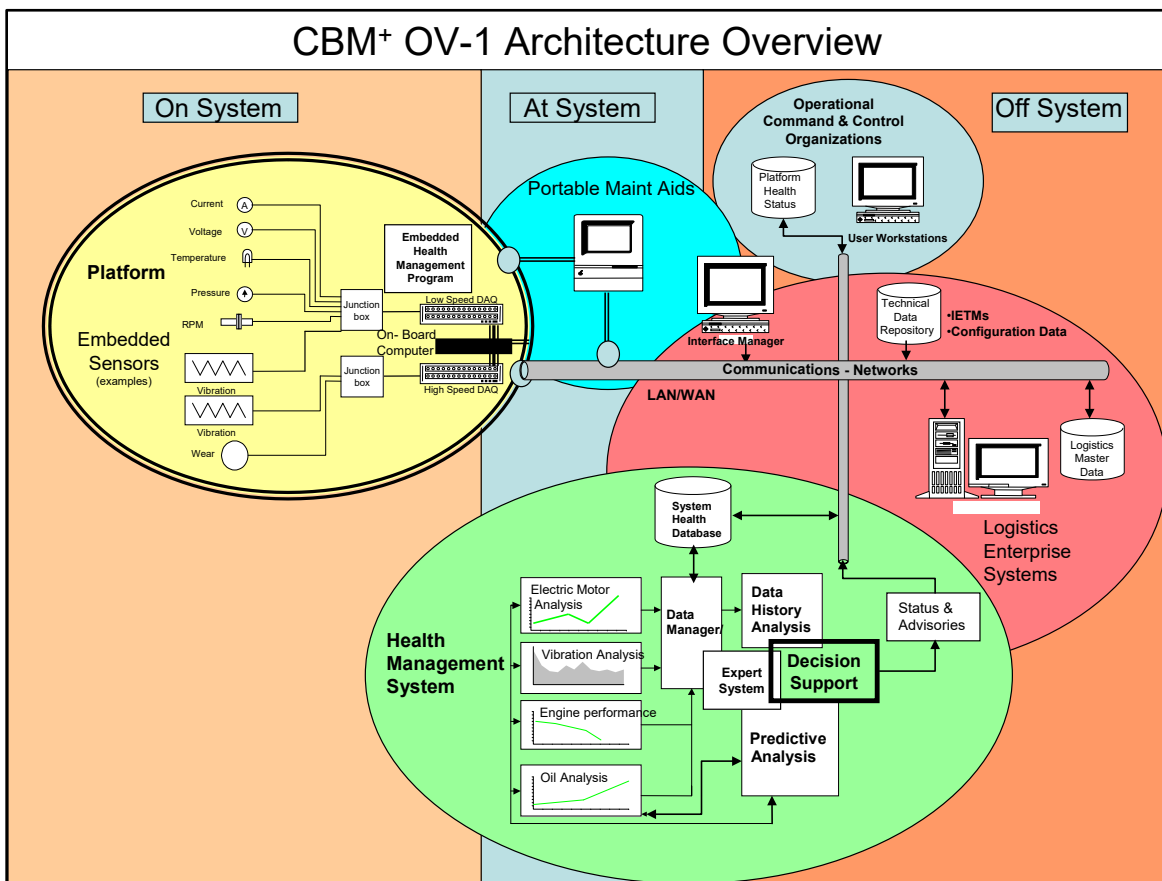 CBM+ OV-1 Architecture Overview
On System
At System
Off System
Operational
Command & Control
Organizations
Platform
Health
Status
User Workstations
Portable Maint Aids
Interface Manager
Current
A
Voltage
V
Temperature
Platform
Pressure
RPM
Embedded
Sensors
(examples)
Vibration
Vibration
Wear
Junction
box
Junction
box
Embedded
Health
Management
Program
Low Speed DAQ
On- Board
Computer
High Speed DAQ
Technical
Data
Repository
•IETMs
•Configuration Data
Communications - Networks
LAN/WAN
Logistics
Master
Data
Logistics
Enterprise
Systems
System
Health
Database
Electric Motor
Analysis
Vibration Analysis
Engine performance
Oil Analysis
Data
Manager/
Data
History
Analysis
Expert
System
Decision
Support
Predictive
Analysis
Status &
Advisories
Health
Management
System